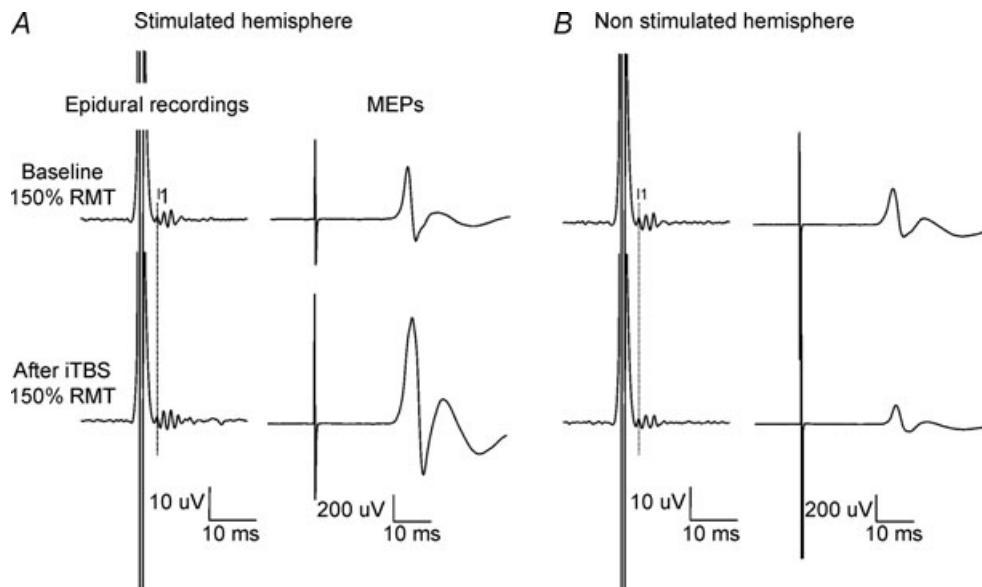 A Stimulated hemisphere
B Non stimulated hemisphere
Epidural recordings MEPs
Baseline
150% RMT
I1
I1
After iTBS
150% RMT
10 uV
10 ms
200 uV
10 ms
10 uV
10 ms
200 uV
10 ms